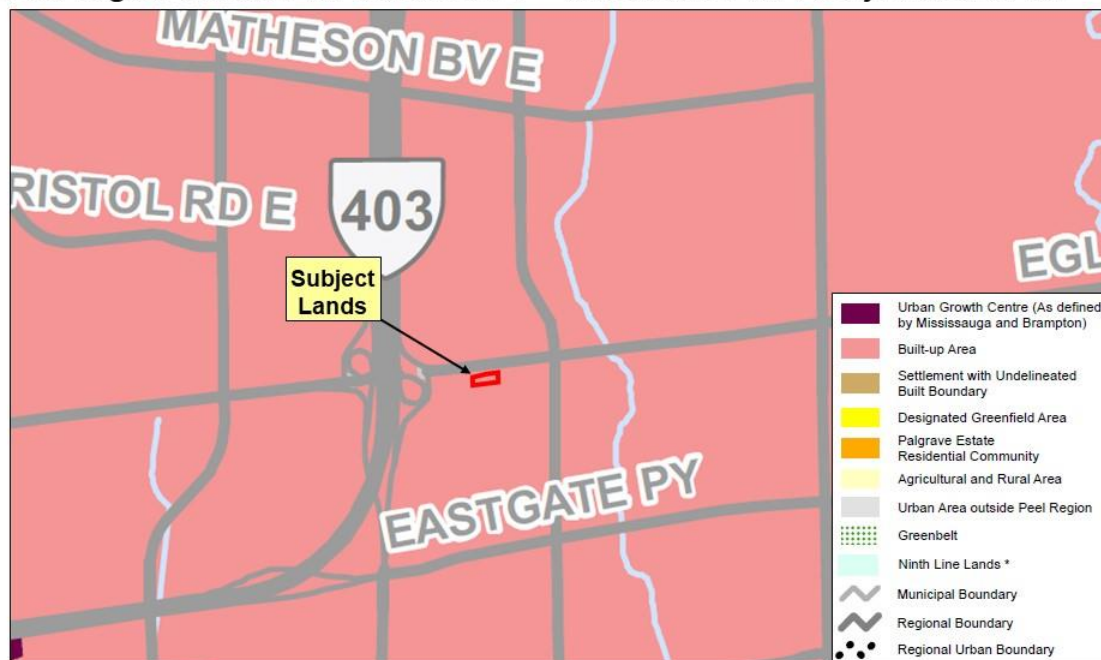 MATHESON BV E
RISTOL RD E
403
EGL
Subject
Lands
EASTGATE PY
Urban Growth Centre (As defined
by Mississauga and Brampton)
Built-up Area
Settlement with Undelineated
Built Boundary
Designated Greenfield Area
Palgrave Estate
Residential Community
Agricultural and Rural Area
Urban Area outside Peel Region
Greenbelt
Ninth Line Lands *
Municipal Boundary
Regional Boundary
Regional Urban Boundary